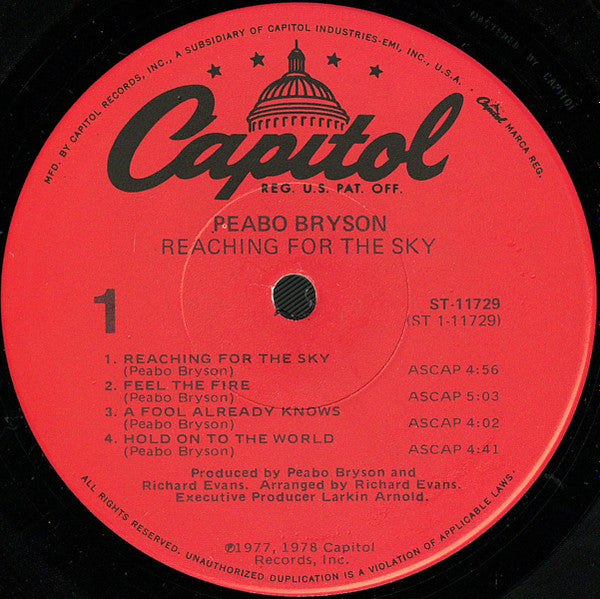 MFD. BY CAPITOL RECORDS, INC., A SUBSIDIARY OF CAPITOL INDUSTRIES-EMI, INC., U.S.A.
Capitol MARCA REG.
Capitol
REG. U.S. PAT. OFF.
PEABO BRYSON
REACHING FOR THE SKY
1
ST-11729
(ST 1-11729)
1. REACHING FOR THE SKY
(Peabo Bryson) ASCAP 4:56
2. FEEL THE FIRE
(Peabo Bryson) ASCAP 5:03
3. A FOOL ALREADY KNOWS
(Peabo Bryson) ASCAP 4:02
4. HOLD ON TO THE WORLD
(Peabo Bryson) ASCAP 4:41
Produced by Peabo Bryson and
Richard Evans. Arranged by Richard Evans.
Executive Producer Larkin Arnold.
℗1977, 1978 Capitol
Records, Inc.
ALL RIGHTS RESERVED. UNAUTHORIZED DUPLICATION IS A VIOLATION OF APPLICABLE LAWS.